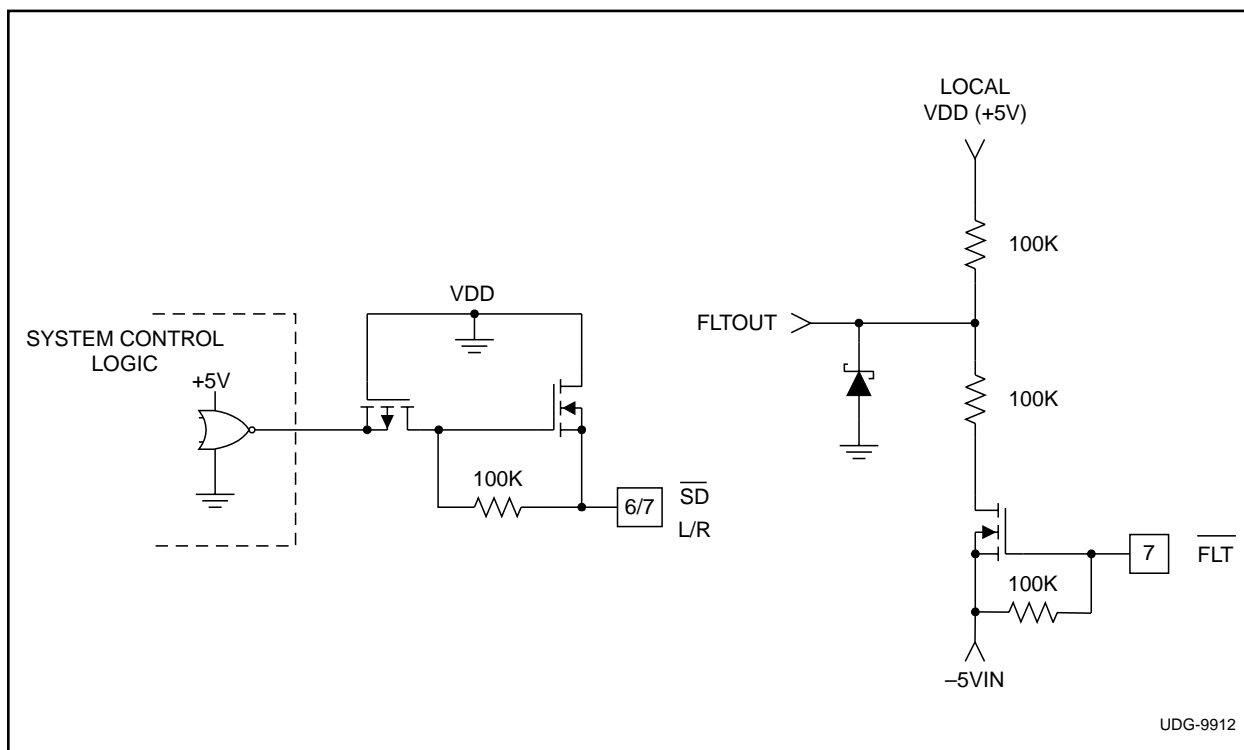 LOCAL
VDD (+5V)
100K
VDD
FLTOUT
SYSTEM CONTROL
LOGIC
+5V
100K
100K
6/7
SD
L/R
7
FLT
100K
–5VIN
UDG-9912